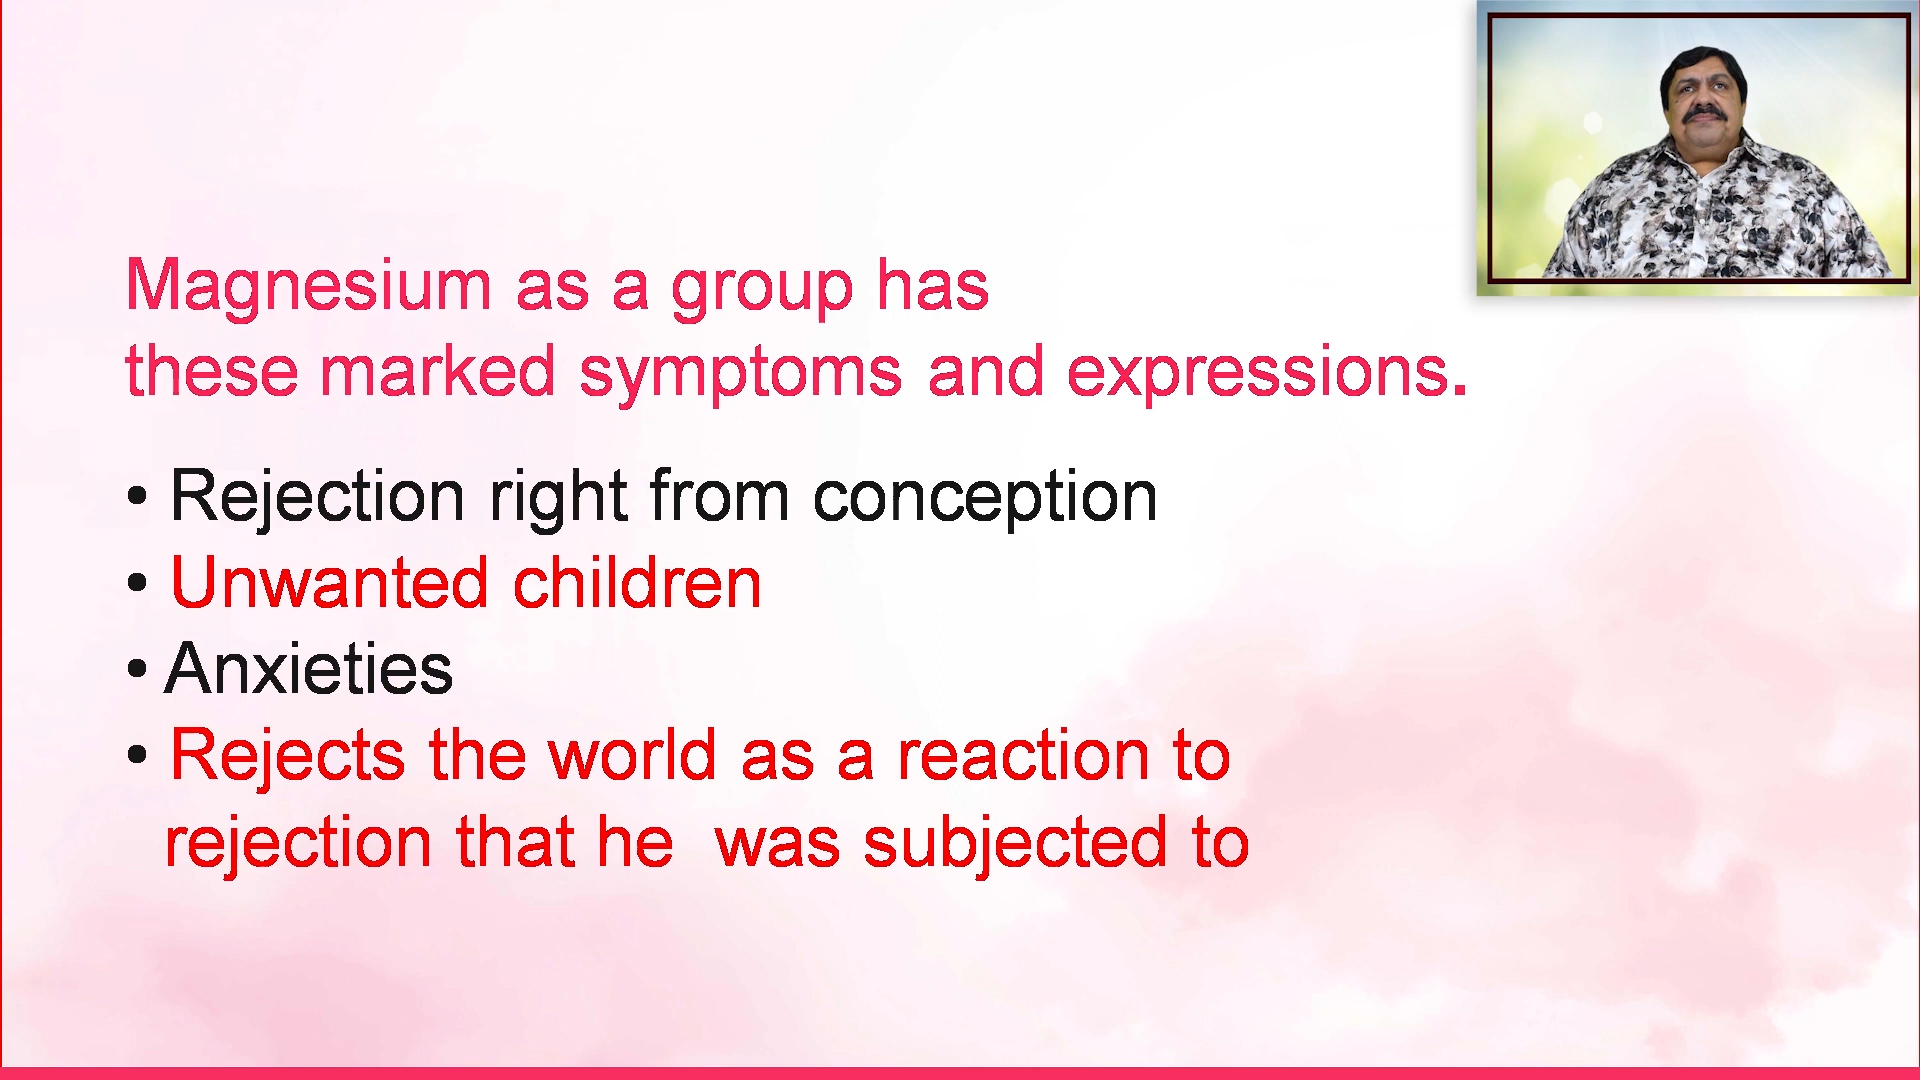 Magnesium as a group has
these marked symptoms and expressions.
• Rejection right from conception
• Unwanted children
• Anxieties
• Rejects the world as a reaction to
rejection that he  was subjected to